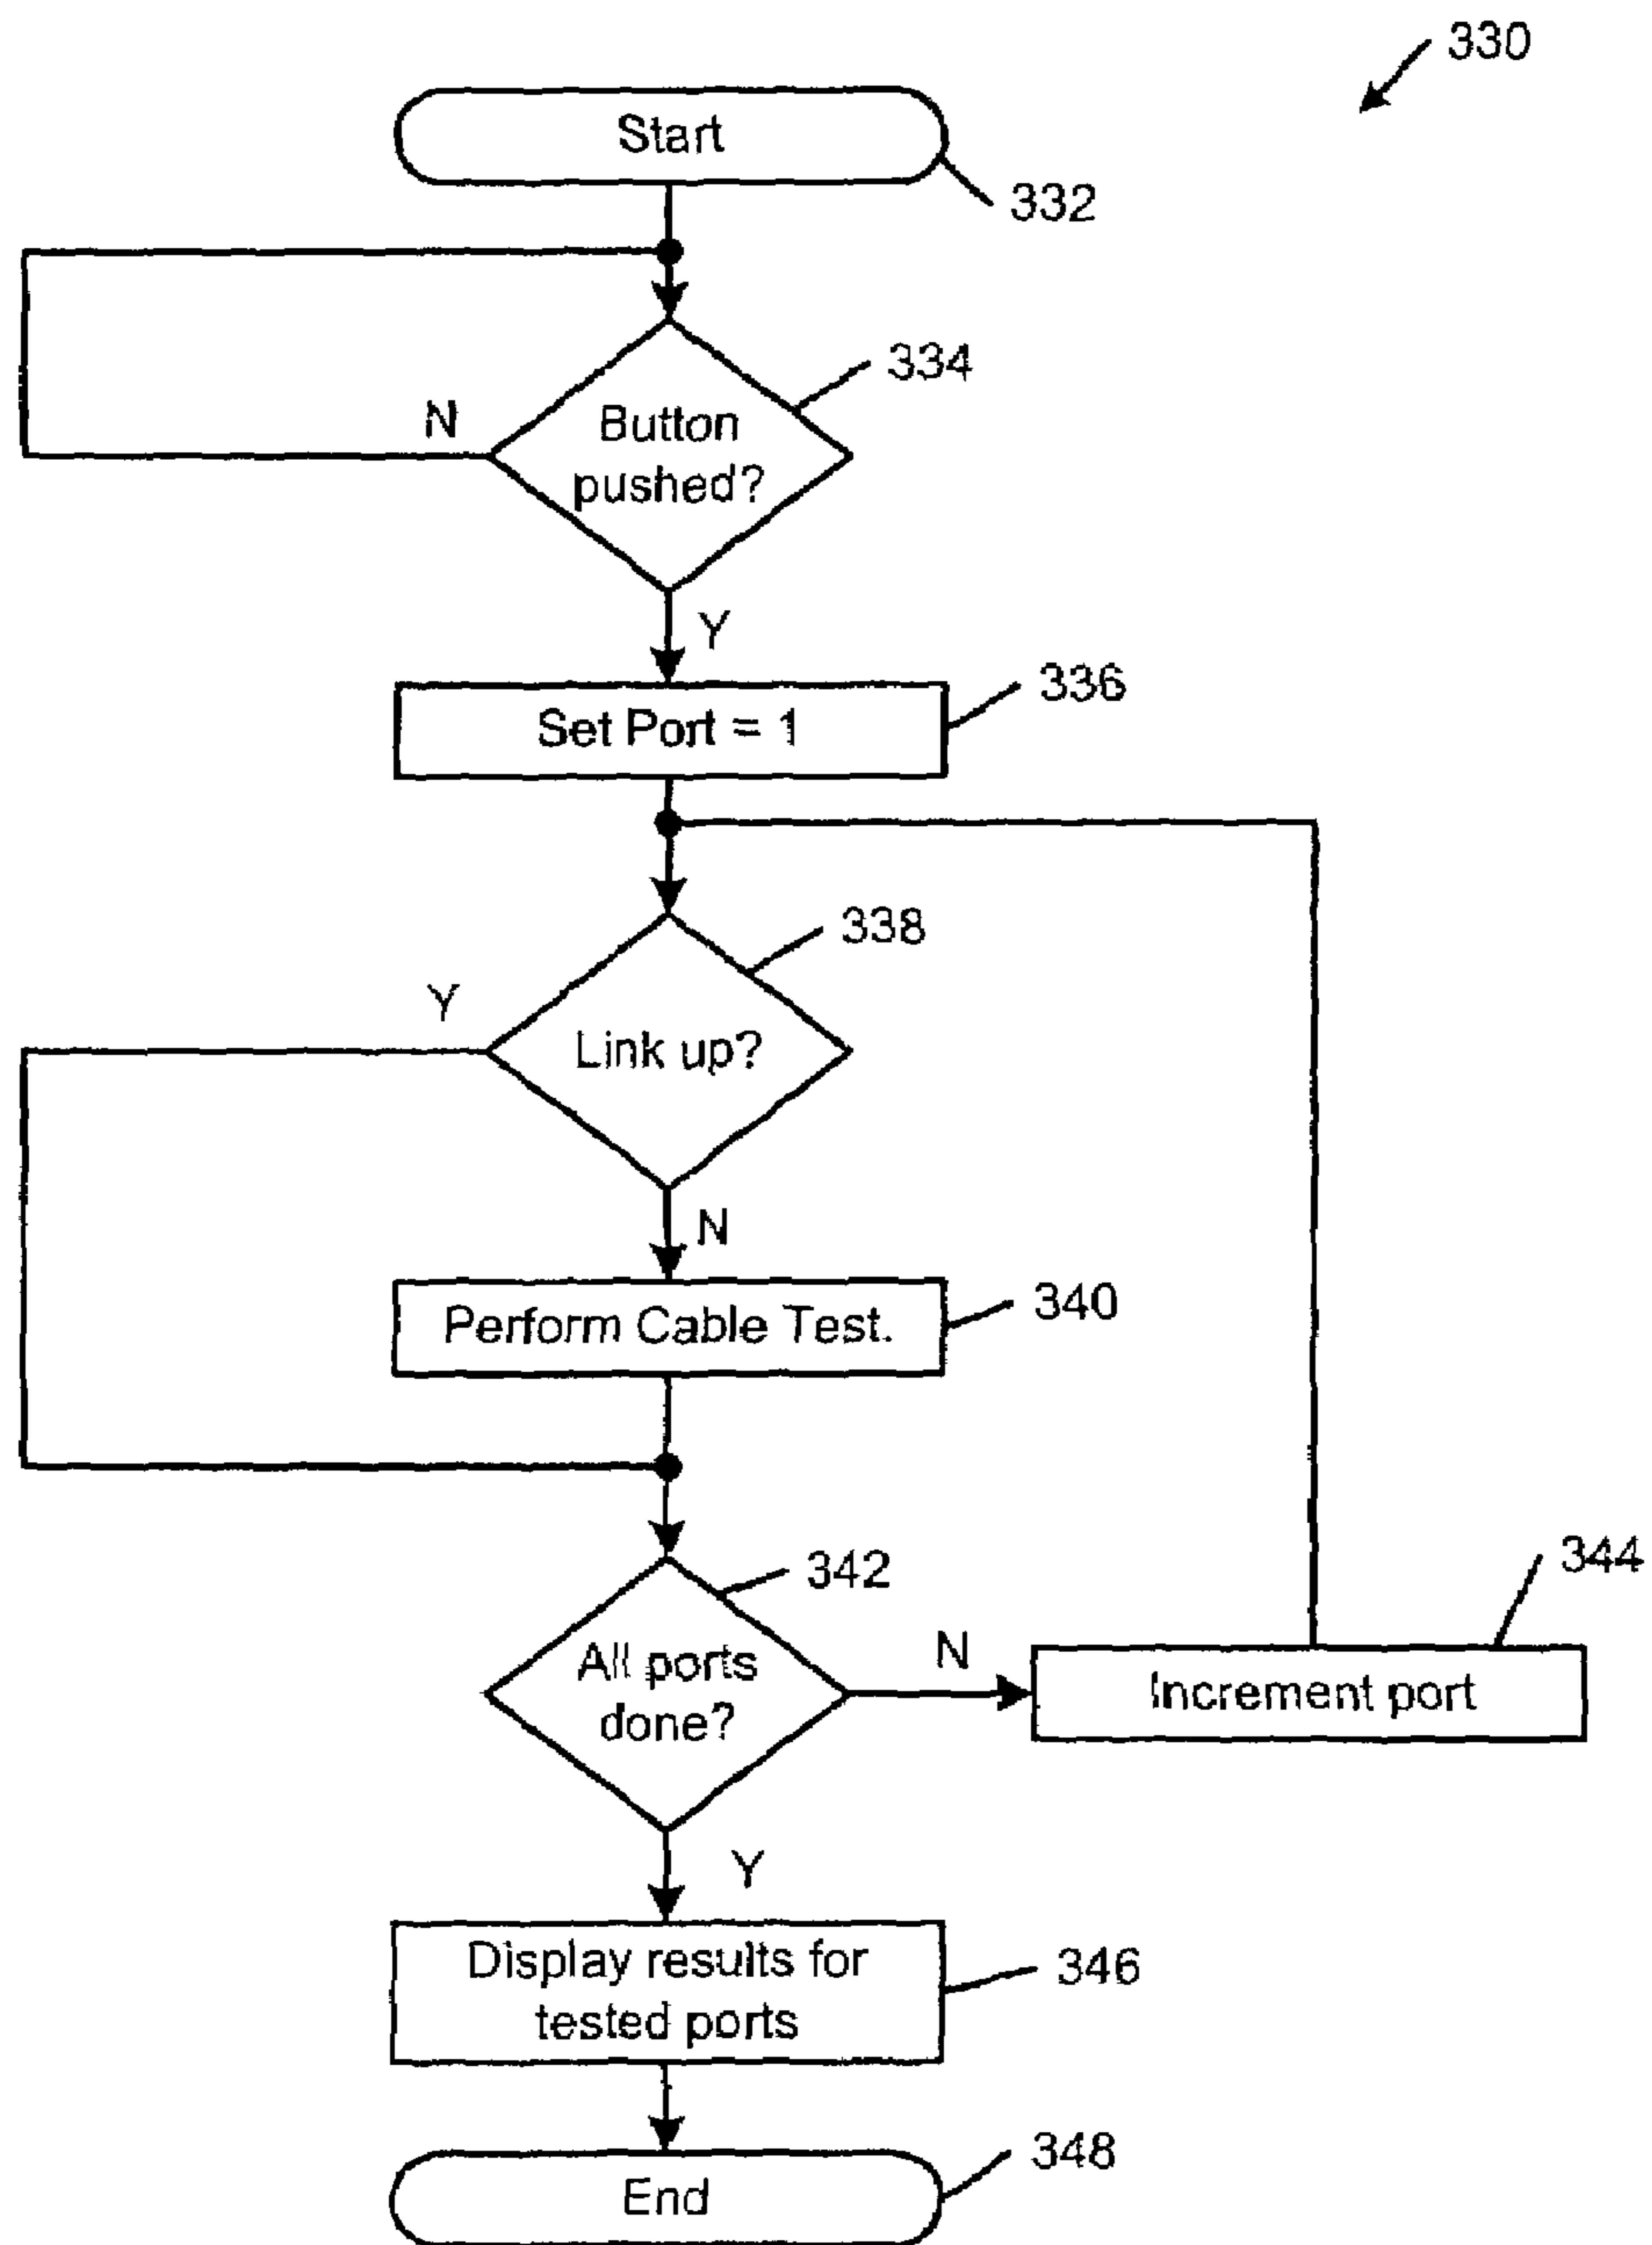 330
Start
332
334
N
Button
pushed?
Y
336
Set Port = 1
338
Y
Link up?
N
340
Perform Cable Test.
342
344
All ports
done?
N
Increment port
Y
Display results for
tested ports
346
348
End